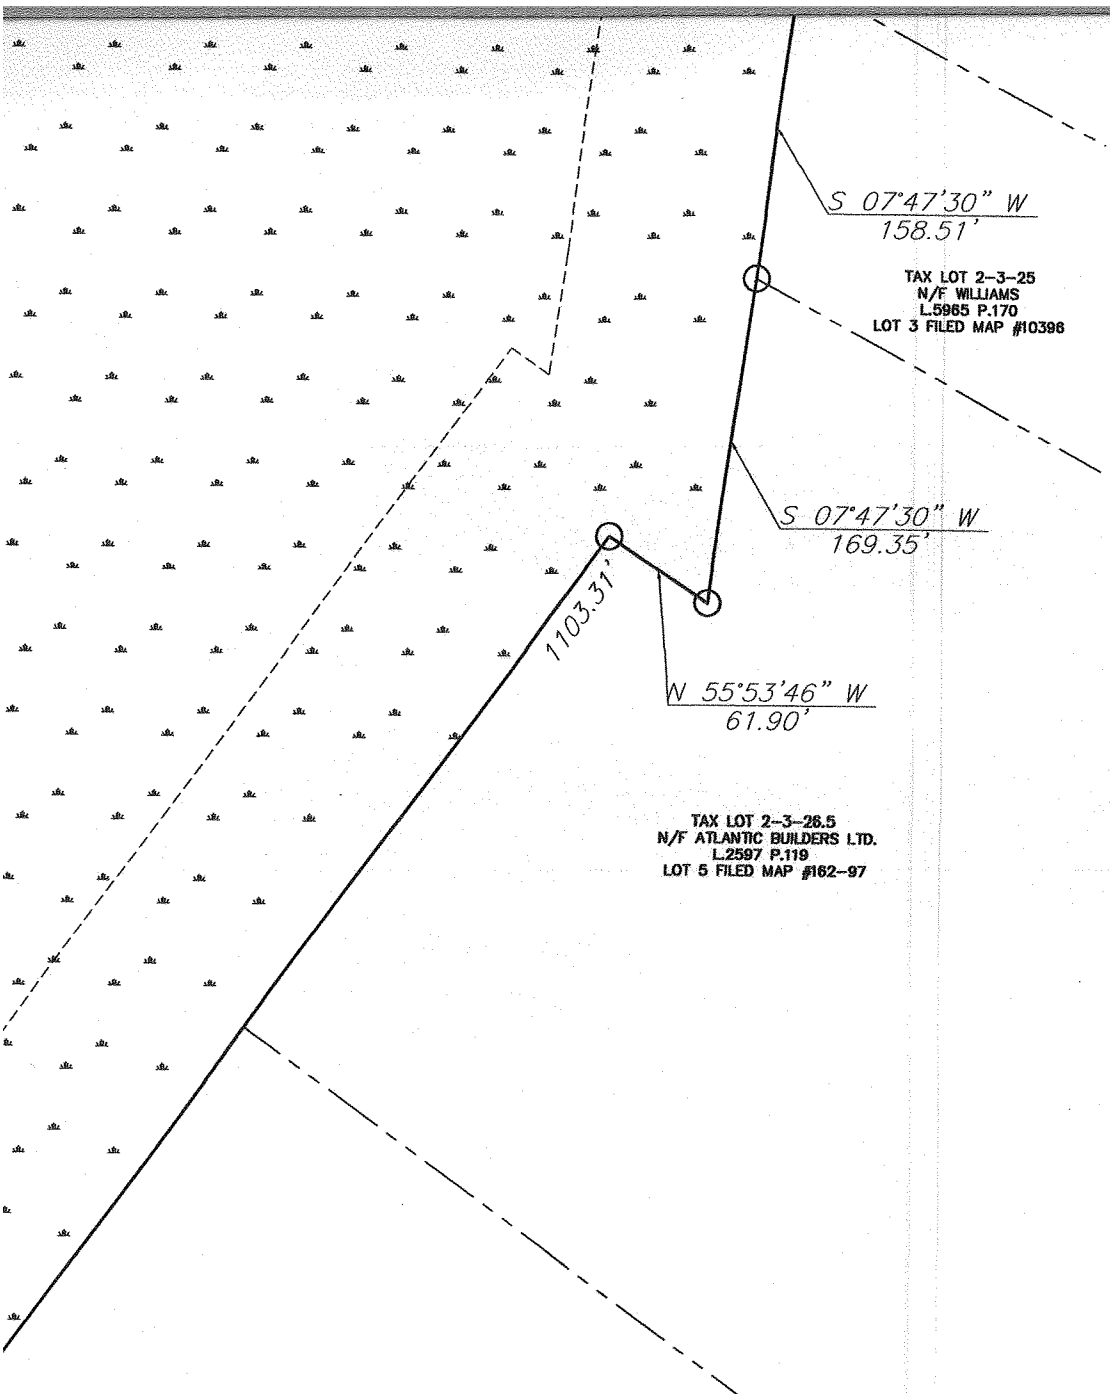 S 07°47'30" W
158.51'
TAX LOT 2-3-25
N/F WILLIAMS
L.5965 P.170
LOT 3 FILED MAP #10396
S 07°47'30" W
169.35'
1103.31'
N 55°53'46" W
61.90'
TAX LOT 2-3-26.5
N/F ATLANTIC BUILDERS LTD.
L.2597 P.119
LOT 5 FILED MAP #162-97